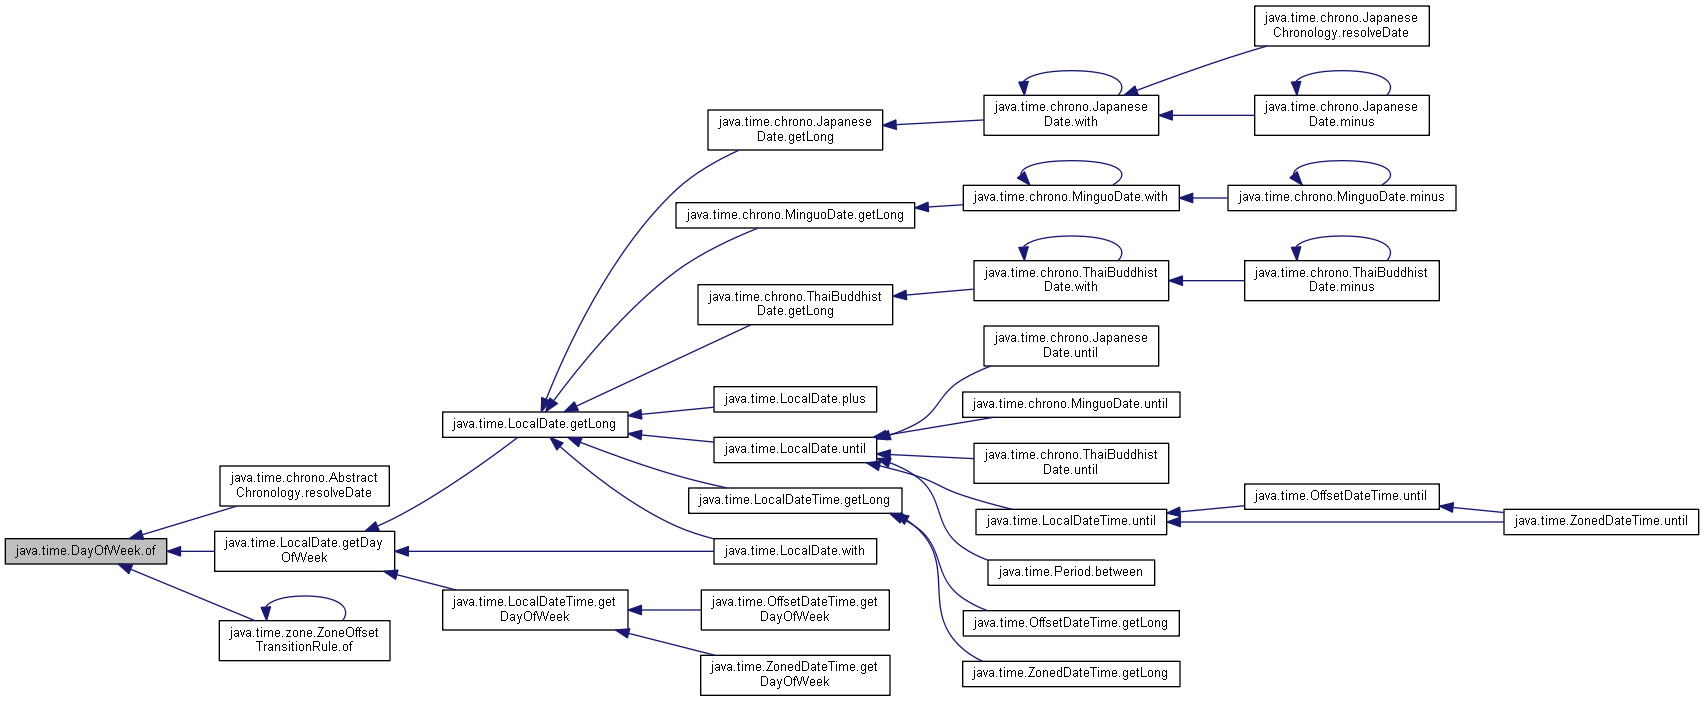 java.time.chrono.Japanese
Chronology.resolveDate
java.time.chrono.Japanese
Date.getLong
java.time.chrono.Japanese
Date.with
java.time.chrono.Japanese
Date.minus
java.time.chrono.MinguoDate.getLong
java.time.chrono.MinguoDate.with
java.time.chrono.MinguoDate.minus
java.time.chrono.ThaiBuddhist
Date.getLong
java.time.chrono.ThaiBuddhist
Date.with
java.time.chrono.ThaiBuddhist
Date.minus
java.time.chrono.Japanese
Date.until
java.time.LocalDate.plus
java.time.chrono.MinguoDate.until
java.time.LocalDate.getLong
java.time.LocalDate.until
java.time.chrono.ThaiBuddhist
Date.until
java.time.chrono.Abstract
Chronology.resolveDate
java.time.LocalDateTime.getLong
java.time.OffsetDateTime.until
java.time.LocalDateTime.until
java.time.ZonedDateTime.until
java.time.DayOfWeek.of
java.time.LocalDate.getDay
OfWeek
java.time.LocalDate.with
java.time.Period.between
java.time.LocalDateTime.get
DayOfWeek
java.time.OffsetDateTime.get
DayOfWeek
java.time.OffsetDateTime.getLong
java.time.zone.ZoneOffset
TransitionRule.of
java.time.ZonedDateTime.get
DayOfWeek
java.time.ZonedDateTime.getLong